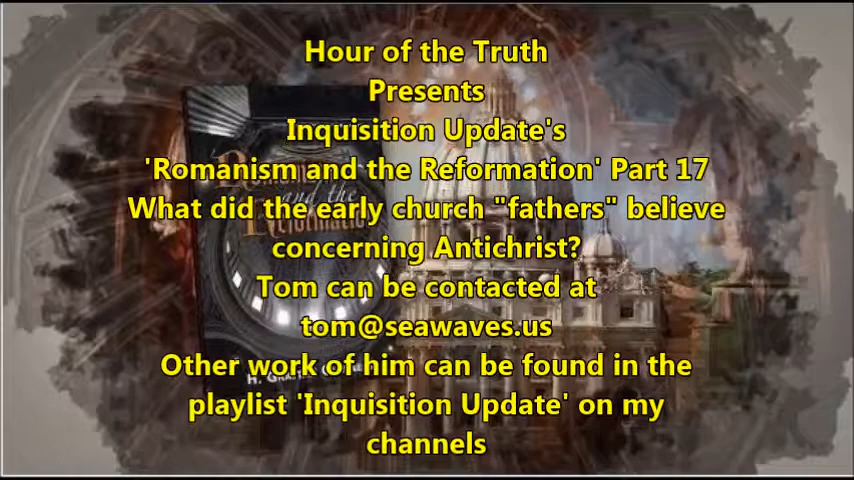 Hour of the Truth
Presents
Inquisition Update's
'Romanism and the Reformation' Part 17
What did the early church "fathers" believe
concerning Antichrist?
Tom can be contacted at
tom@seawaves.us
Other work of him can be found in the
playlist 'Inquisition Update' on my
channels